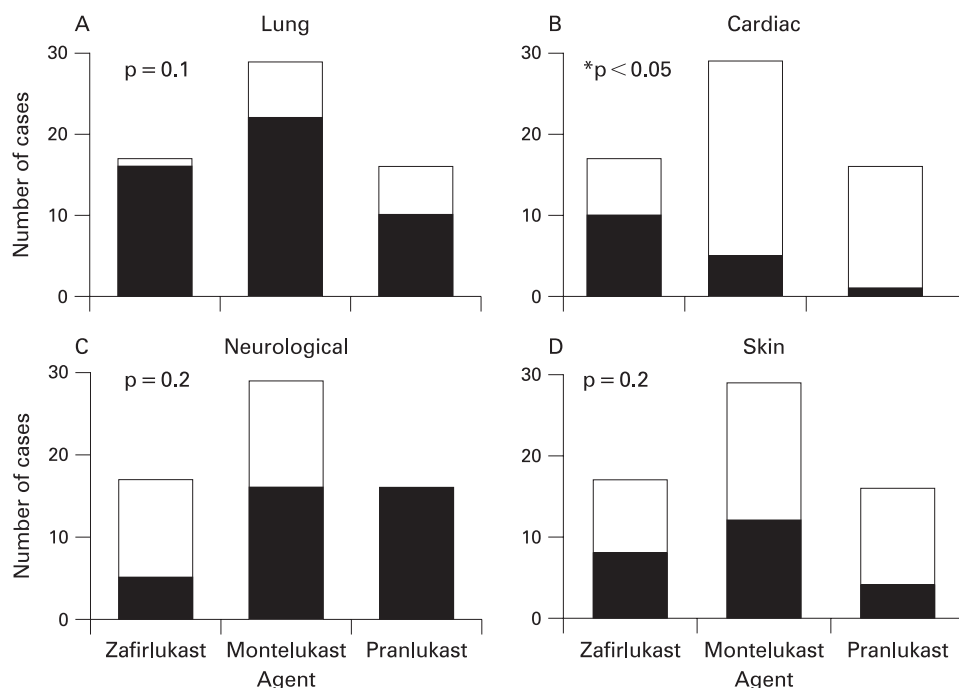 A Lung
Number of cases
30
20
10
0
p = 0.1
B Cardiac
30
20
10
0
*p < 0.05
C Neurological
Number of cases
30
20
10
0
p = 0.2
Zafirlukast Montelukast Pranlukast
Agent
D Skin
30
20
10
0
p = 0.2
Zafirlukast Montelukast Pranlukast
Agent